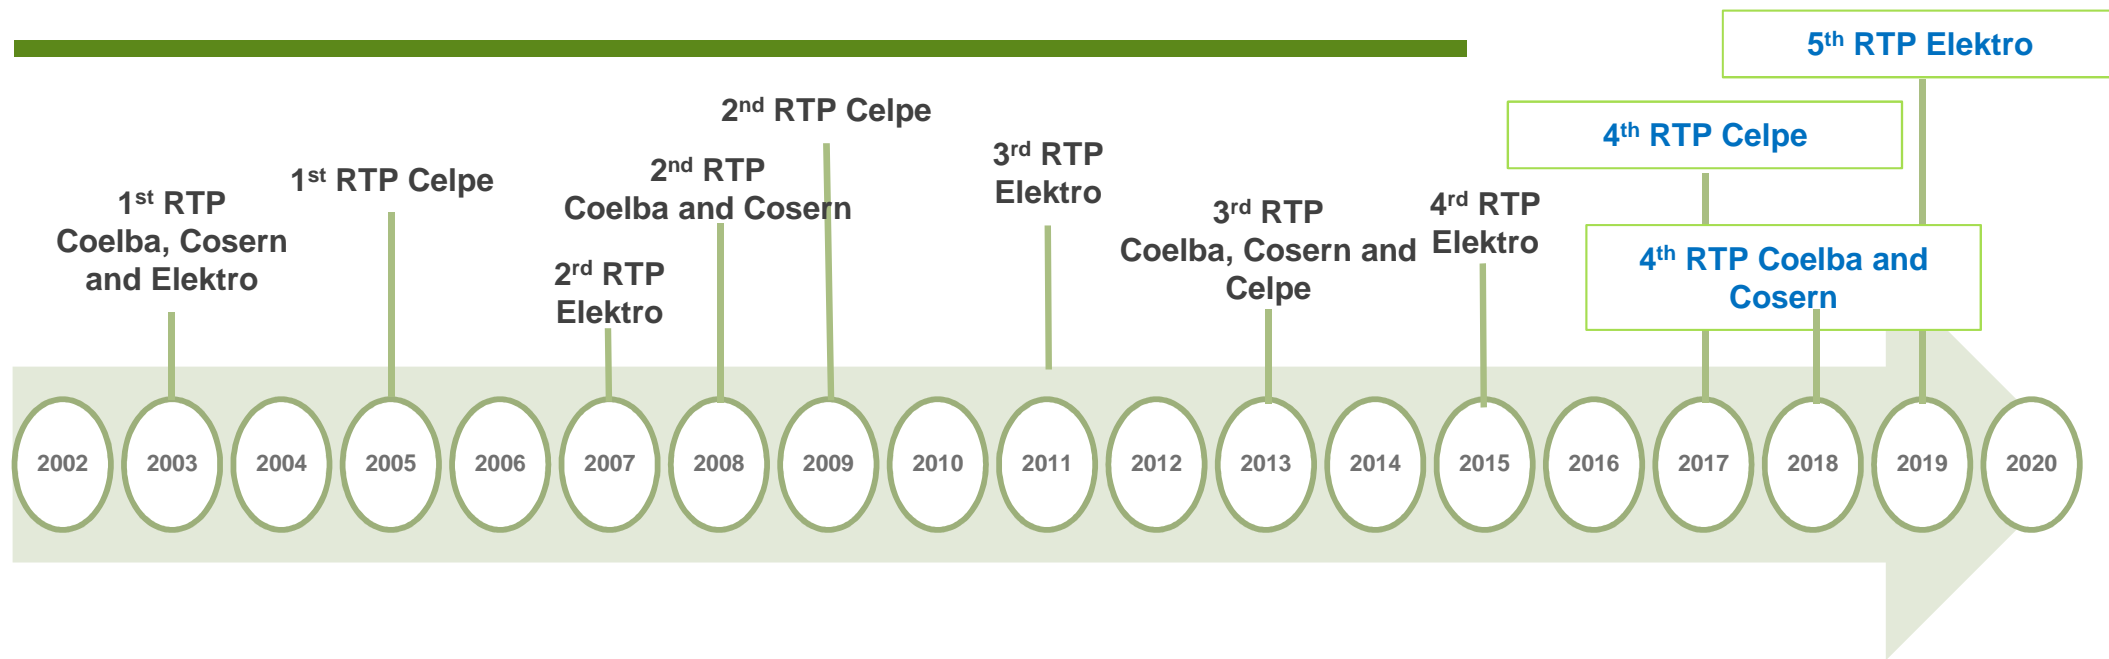 5th RTP Elektro
2nd RTP Celpe
4th RTP Celpe
1st RTP Celpe
2nd RTP
Coelba and Cosern
3rd RTP
Elektro
1st RTP
Coelba, Cosern
and Elektro
2rd RTP
Elektro
3rd RTP
Coelba, Cosern and
Celpe
4rd RTP
Elektro
4th RTP Coelba and
Cosern
2002 2003 2004 2005 2006 2007 2008 2009 2010 2011 2012 2013 2014 2015 2016 2017 2018 2019 2020